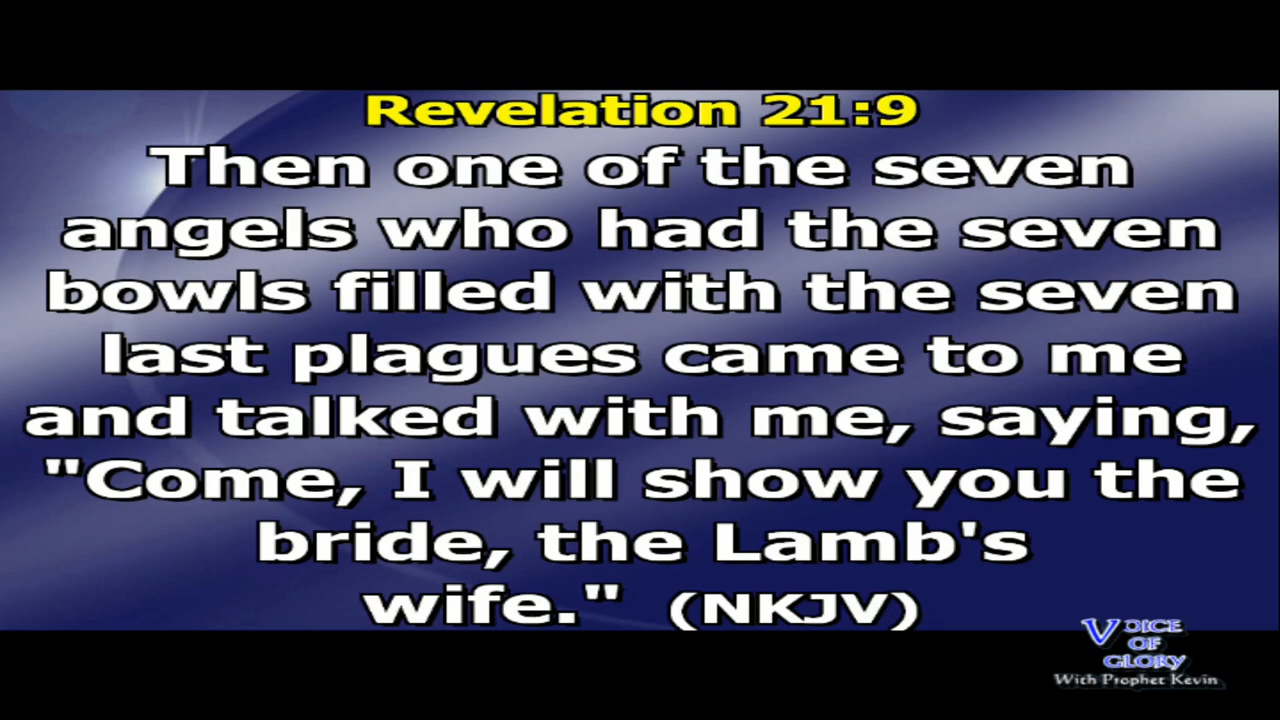 Revelation 21:9
Then one of the seven
angels who had the seven
bowls filled with the seven
last plagues came to me
and talked with me, saying,
"Come, I will show you the
bride, the Lamb's
wife." (NKJV)
VOICE
OF
GLORY
With Prophet Kevin